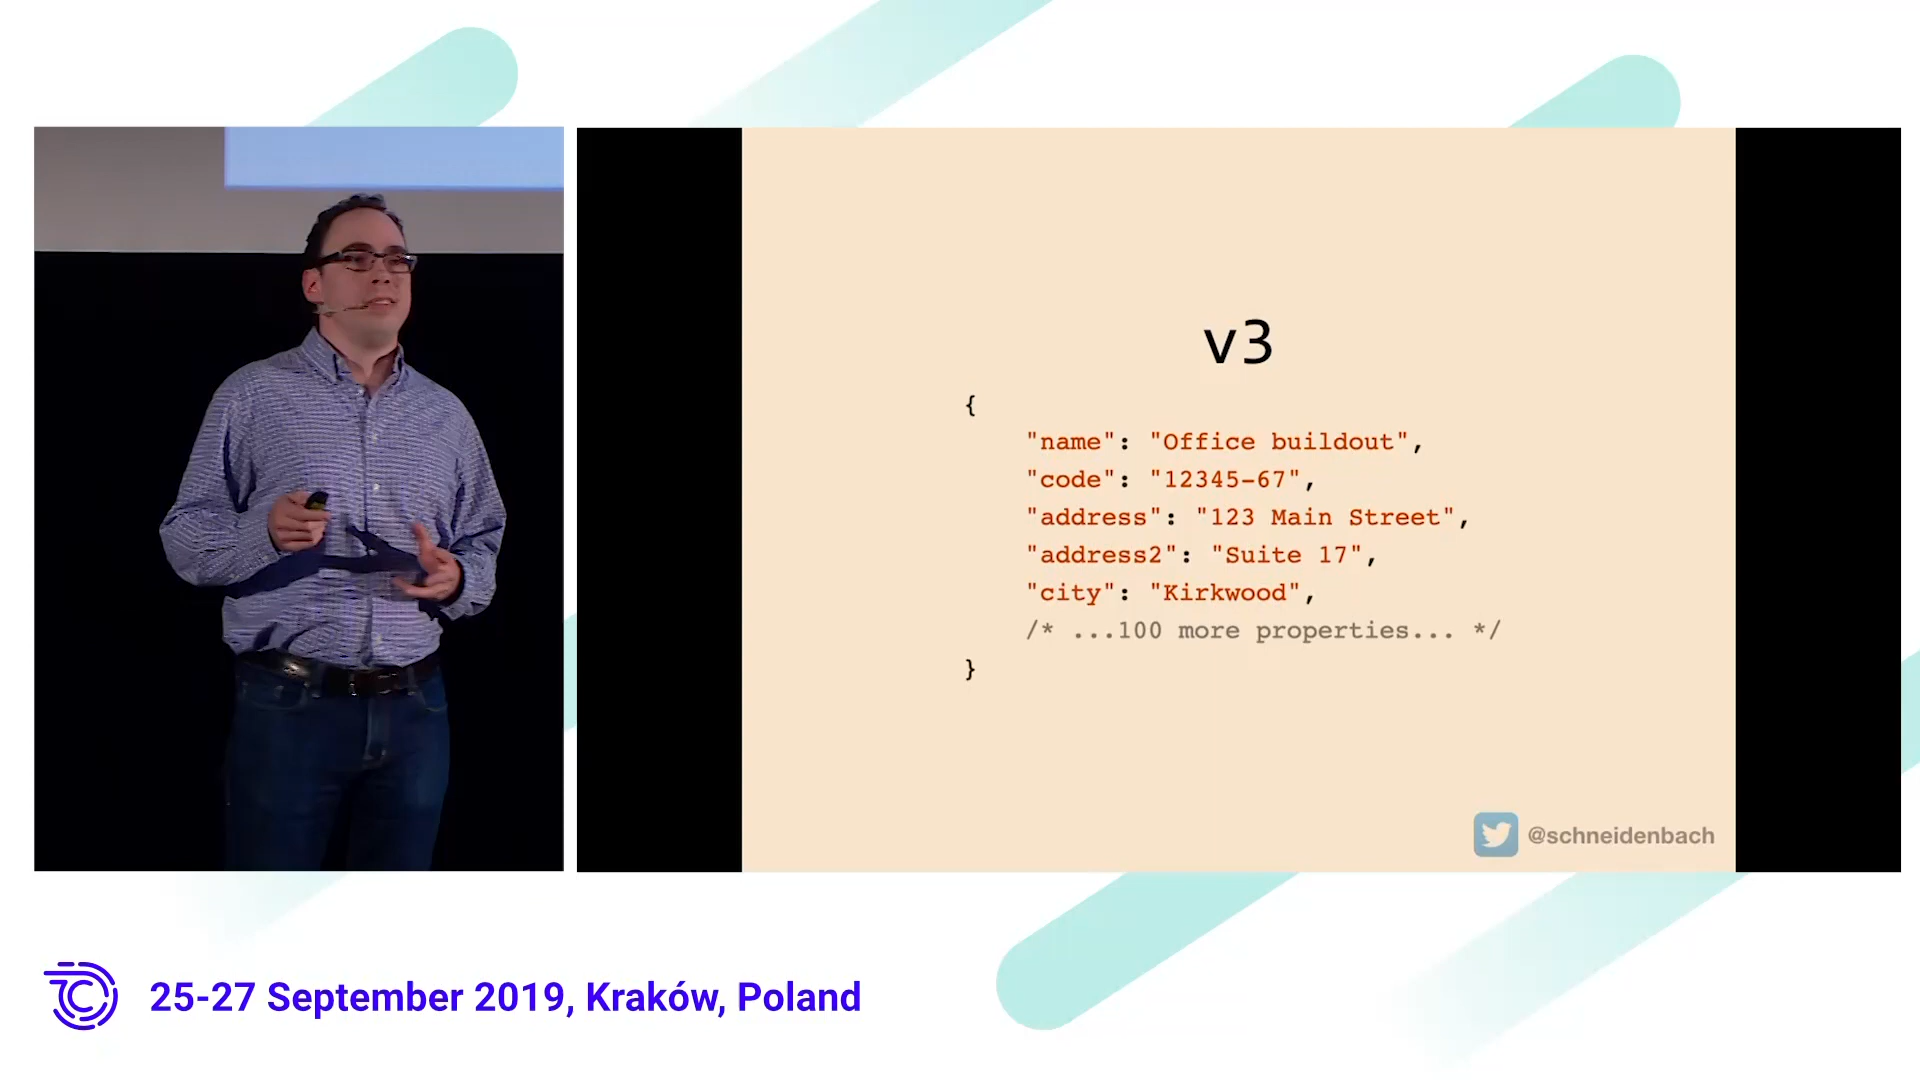 v3
{
"name": "Office buildout",
"code": "12345-67",
"address": "123 Main Street",
"address2": "Suite 17",
"city": "Kirkwood",
/* ...100 more properties... */
}
@schneidenbach
25-27 September 2019, Kraków, Poland